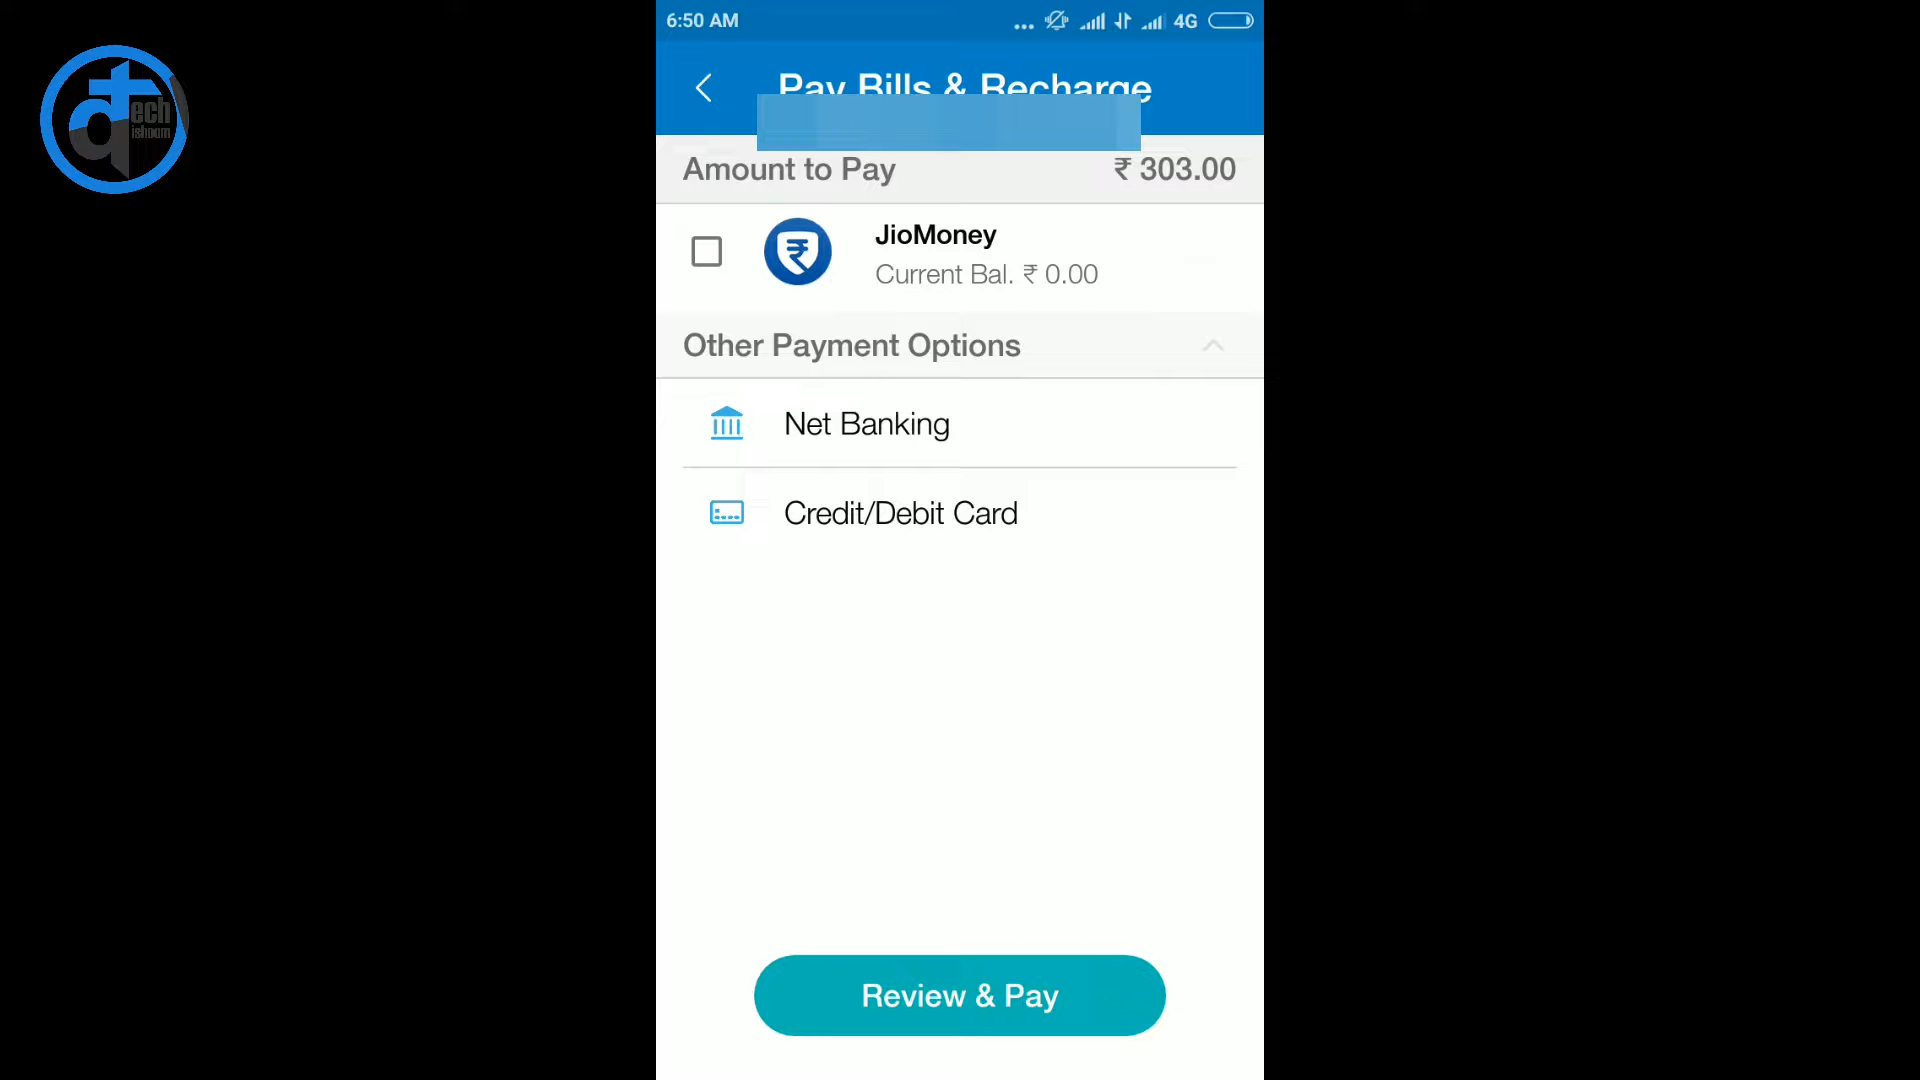 6:50 AM
4G
ech
ishoom
Pay Bills & Recharge
Amount to Pay
₹ 303.00
JioMoney
Current Bal. ₹ 0.00
Other Payment Options
Net Banking
Credit/Debit Card
Review & Pay